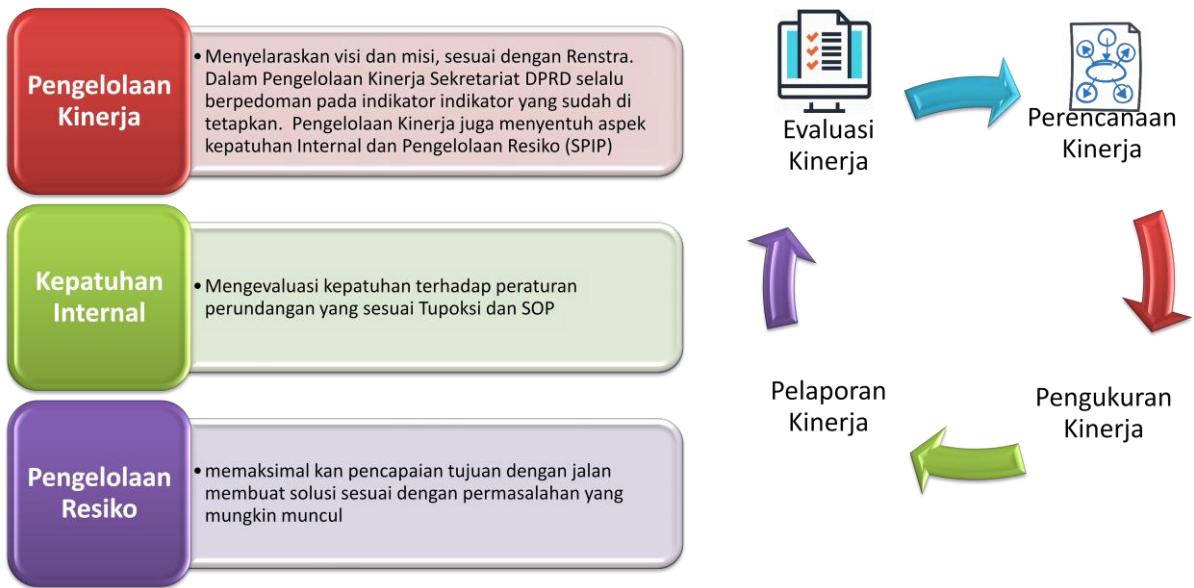 Pengelolaan
Kinerja
• Menyelaraskan visi dan misi, sesuai dengan Renstra.
Dalam Pengelolaan Kinerja Sekretariat DPRD selalu
berpedoman pada indikator indikator yang sudah di
tetapkan. Pengelolaan Kinerja juga menyentuh aspek
kepatuhan Internal dan Pengelolaan Resiko (SPIP)
Kepatuhan
Internal
• Mengevaluasi kepatuhan terhadap peraturan
perundangan yang sesuai Tupoksi dan SOP
Pengelolaan
Resiko
• memaksimal kan pencapaian tujuan dengan jalan
membuat solusi sesuai dengan permasalahan yang
mungkin muncul
Evaluasi
Kinerja
Perencanaan
Kinerja
Pengukuran
Kinerja
Pelaporan
Kinerja